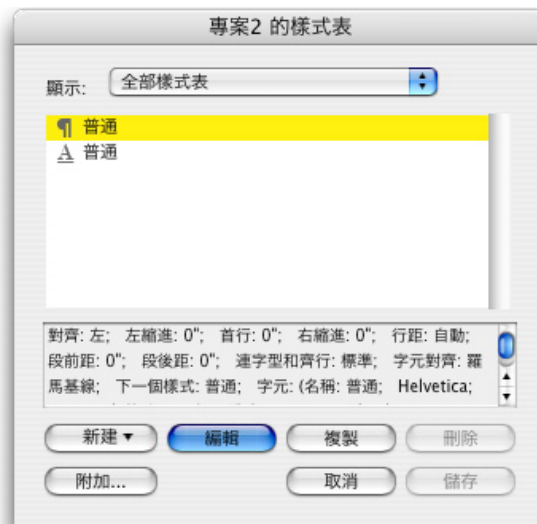 專案2 的樣式表
顯示: 全部樣式表
¶ 普通
A 普通
對齊: 左; 左縮進: 0"; 首行: 0"; 右縮進: 0"; 行距: 自動;
段前距: 0"; 段後距: 0"; 連字型和齊行: 標準; 字元對齊: 羅
馬基線; 下一個樣式: 普通; 字元: (名稱: 普通; Helvetica;
新建▼ 編輯 複製 刪除
附加... 取消 儲存